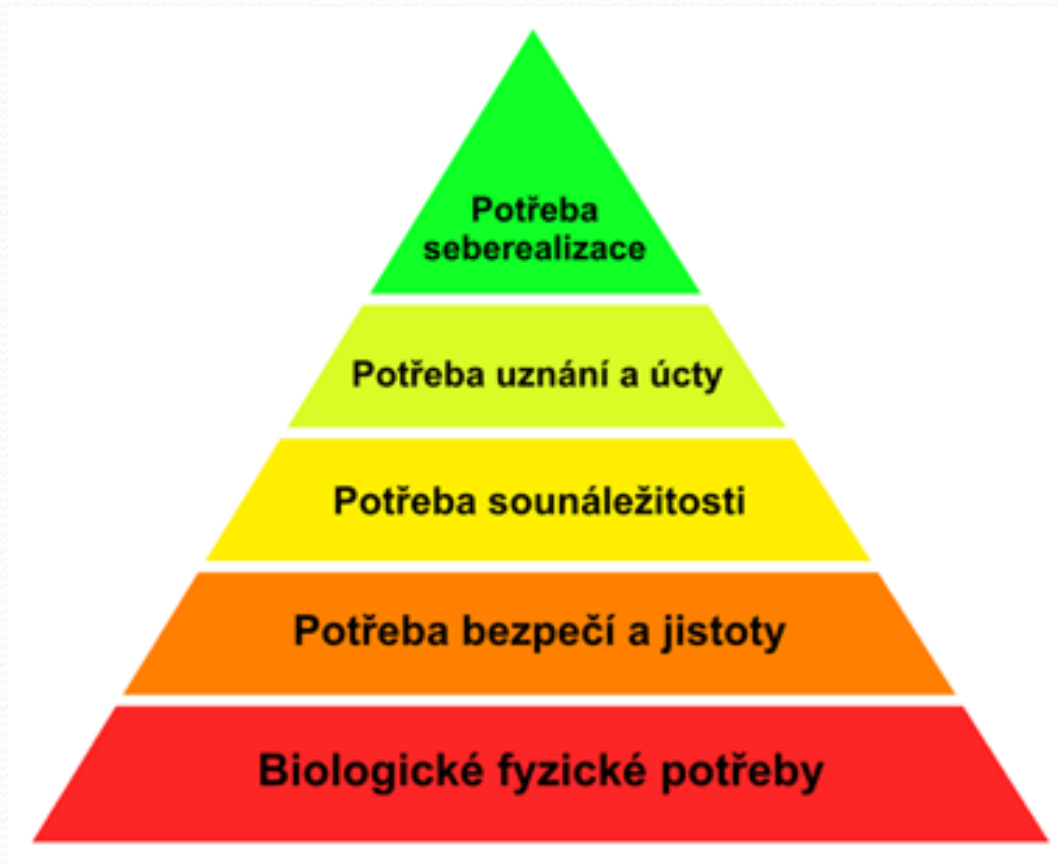 Potřeba
seberealizace
Potřeba uznání a úcty
Potřeba sounáležitosti
Potřeba bezpečí a jistoty
Biologické fyzické potřeby